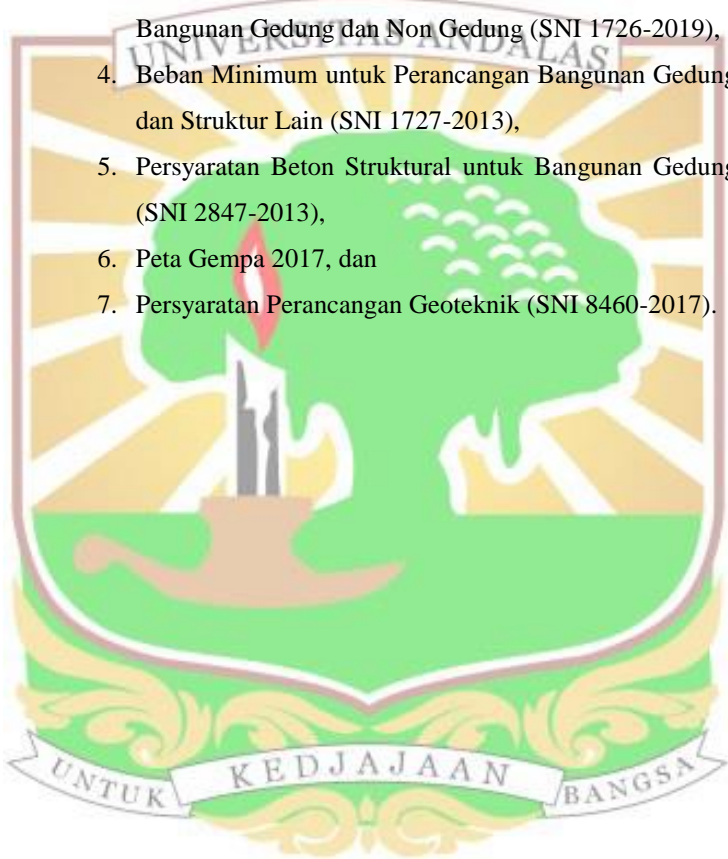 Bangunan Gedung dan Non Gedung (SNI 1726-2019),
UNIVERSITAS ANDALAS
4. Beban Minimum untuk Perancangan Bangunan Gedung
dan Struktur Lain (SNI 1727-2013),
5. Persyaratan Beton Struktural untuk Bangunan Gedung
(SNI 2847-2013),
6. Peta Gempa 2017, dan
7. Persyaratan Perancangan Geoteknik (SNI 8460-2017).
UNTUK KEDJAJAAN BANGSA